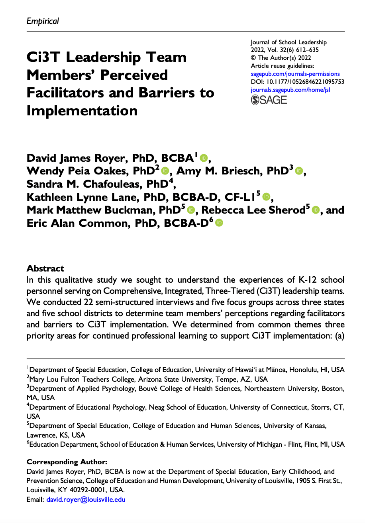 Empirical
Ci3T Leadership Team
Members' Perceived
Facilitators and Barriers to
Implementation
Journal of School Leadership
2022, Vol. 32(6) 612–635
© The Author(s) 2022
Article reuse guidelines:
sagepub.com/journals-permissions
DOI: 10.1177/10526846221095753
journals.sagepub.com/home/jsl
SAGE
David James Royer, PhD, BCBA1 iD,
Wendy Peia Oakes, PhD2 iD, Amy M. Briesch, PhD3 iD,
Sandra M. Chafouleas, PhD4,
Kathleen Lynne Lane, PhD, BCBA-D, CF-L15 iD,
Mark Matthew Buckman, PhD5 iD, Rebecca Lee Sherod5 iD, and
Eric Alan Common, PhD, BCBA-D6 iD
Abstract
In this qualitative study we sought to understand the experiences of K-12 school
personnel serving on Comprehensive, Integrated, Three-Tiered (Ci3T) leadership teams.
We conducted 22 semi-structured interviews and five focus groups across three states
and five school districts to determine team members' perceptions regarding facilitators
and barriers to Ci3T implementation. We determined from common themes three
priority areas for continued professional learning to support Ci3T implementation: (a)
1Department of Special Education, College of Education, University of Hawai'i at Mānoa, Honolulu, HI, USA
2Mary Lou Fulton Teachers College, Arizona State University, Tempe, AZ, USA
3Department of Applied Psychology, Bouvé College of Health Sciences, Northeastern University, Boston,
MA, USA
4Department of Educational Psychology, Neag School of Education, University of Connecticut, Storrs, CT,
USA
5Department of Special Education, College of Education and Human Sciences, University of Kansas,
Lawrence, KS, USA
6Education Department, School of Education & Human Services, University of Michigan - Flint, Flint, MI, USA
Corresponding Author:
David James Royer, PhD, BCBA is now at the Department of Special Education, Early Childhood, and
Prevention Science, College of Education and Human Development, University of Louisville, 1905 S. First St.,
Louisville, KY 40292-0001, USA.
Email: david.royer@louisville.edu